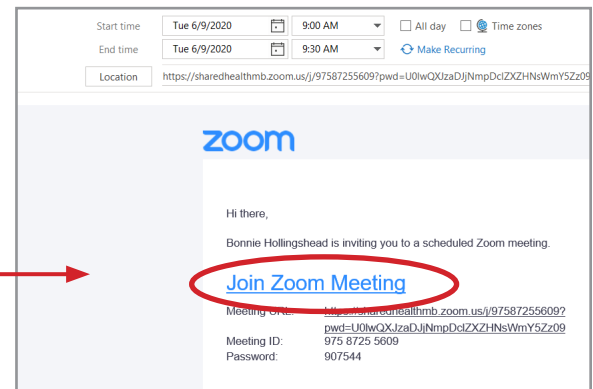 Start time Tue 6/9/2020 9:00 AM All day Time zones
End time Tue 6/9/2020 9:30 AM Make Recurring
Location https://sharedhealthmb.zoom.us/j/97587255609?pwd=U0lwQXJzaDJjNmpDclZXZHNsWmY5Zz09
zoom
Hi there,
Bonnie Hollingshead is inviting you to a scheduled Zoom meeting.
Join Zoom Meeting
Meeting URL: https://sharedhealthmb.zoom.us/j/97587255609?
pwd=U0lwQXJzaDJjNmpDclZXZHNsWmY5Zz09
Meeting ID: 975 8725 5609
Password: 907544